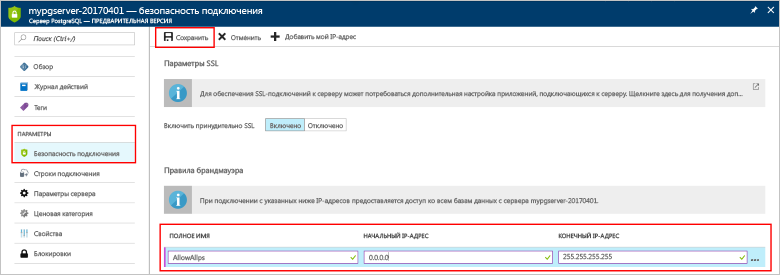 mypgserver-20170401 — безопасность подключения
Сервер PostgreSQL — ПРЕДВАРИТЕЛЬНАЯ ВЕРСИЯ
Поиск (Ctrl+/)
Обзор
Журнал действий
Теги
ПАРАМЕТРЫ
Безопасность подключения
Строки подключения
Параметры сервера
Ценовая категория
Свойства
Блокировки
Сохранить Отменить Добавить мой IP-адрес
Параметры SSL
Для обеспечения SSL-подключений к серверу может потребоваться дополнительная настройка приложений, подключающихся к серверу. Щелкните здесь для получения доп...
Включить принудительно SSL Включено Отключено
Правила брандмауэра
При подключении с указанных ниже IP-адресов предоставляется доступ ко всем базам данных с сервера mypgserver-20170401.
ПОЛНОЕ ИМЯ НАЧАЛЬНЫЙ IP-АДРЕС КОНЕЧНЫЙ IP-АДРЕС
AllowAllps 0.0.0.0 255.255.255.255 ...